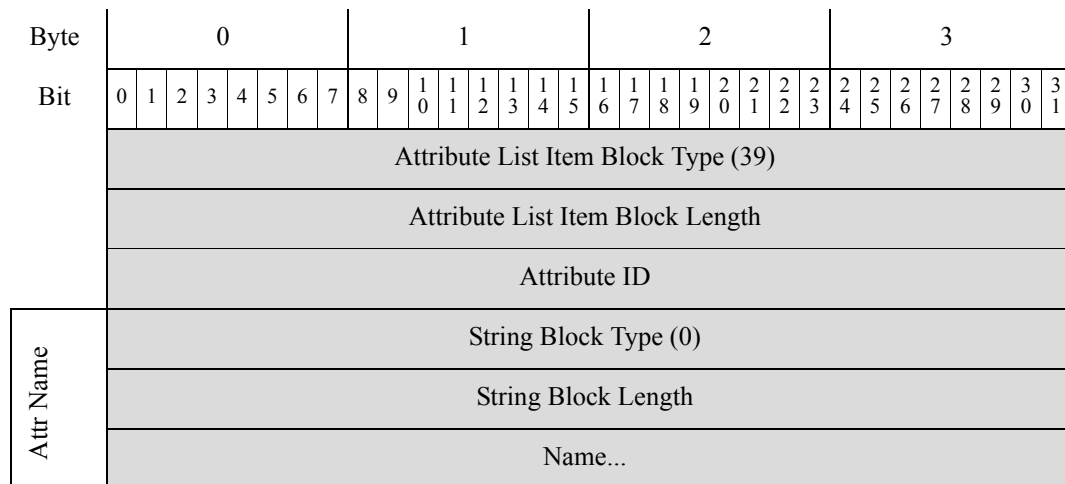 Byte 0 1 2 3
Bit 0 1 2 3 4 5 6 7 8 9 10 11 12 13 14 15 16 17 18 19 20 21 22 23 24 25 26 27 28 29 30 31
Attribute List Item Block Type (39)
Attribute List Item Block Length
Attribute ID
Attr Name
String Block Type (0)
String Block Length
Name...